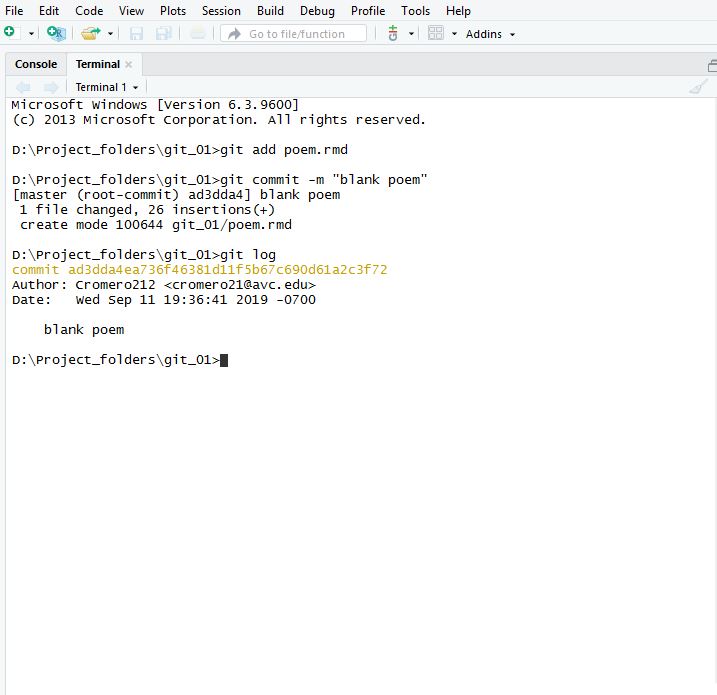 File Edit Code View Plots Session Build Debug Profile Tools Help
R Go to file/function Addins
Console Terminal
Terminal 1
Microsoft Windows [Version 6.3.9600]
(c) 2013 Microsoft Corporation. All rights reserved.
D:\Project_folders\git_01>git add poem.rmd
D:\Project_folders\git_01>git commit -m "blank poem"
[master (root-commit) ad3dda4] blank poem
1 file changed, 26 insertions(+)
create mode 100644 git_01/poem.rmd
D:\Project_folders\git_01>git log
commit ad3dda4ea736f46381d11f5b67c690d61a2c3f72
Author: Cromero212 <cromero21@avc.edu>
Date:   Wed Sep 11 19:36:41 2019 -0700
blank poem
D:\Project_folders\git_01>